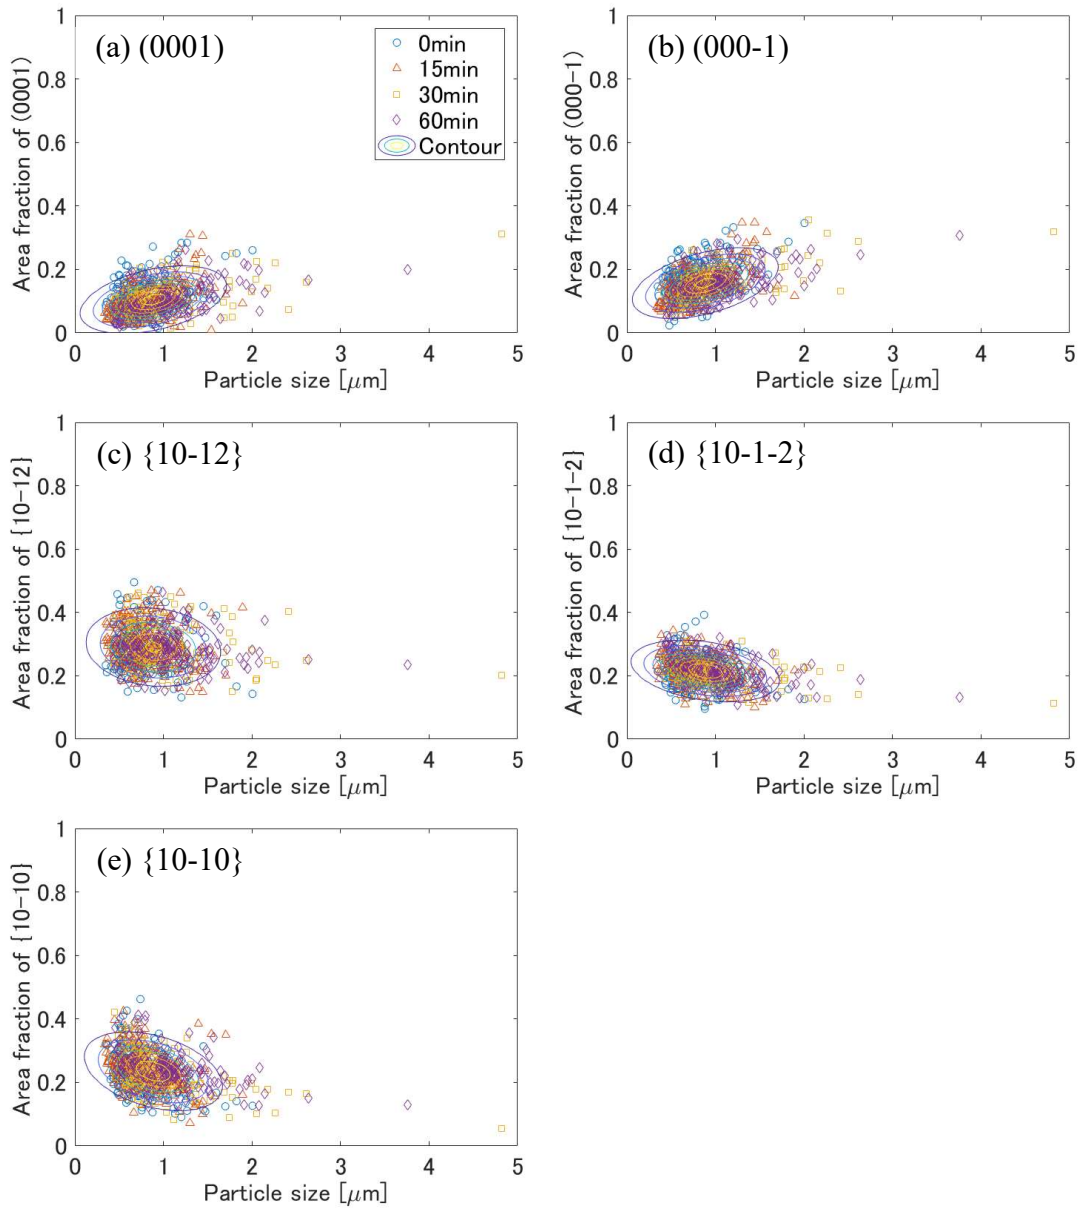 (a) (0001)
0min
15min
30min
60min
Contour
Area fraction of (0001)
1
0.8
0.6
0.4
0.2
0
0 1 2 3 4 5
Particle size [μm]
(b) (000-1)
Area fraction of (000-1)
1
0.8
0.6
0.4
0.2
0
0 1 2 3 4 5
Particle size [μm]
(c) {10-12}
Area fraction of {10-12}
1
0.8
0.6
0.4
0.2
0
0 1 2 3 4 5
Particle size [μm]
(d) {10-1-2}
Area fraction of {10-1-2}
1
0.8
0.6
0.4
0.2
0
0 1 2 3 4 5
Particle size [μm]
(e) {10-10}
Area fraction of {10-10}
1
0.8
0.6
0.4
0.2
0
0 1 2 3 4 5
Particle size [μm]